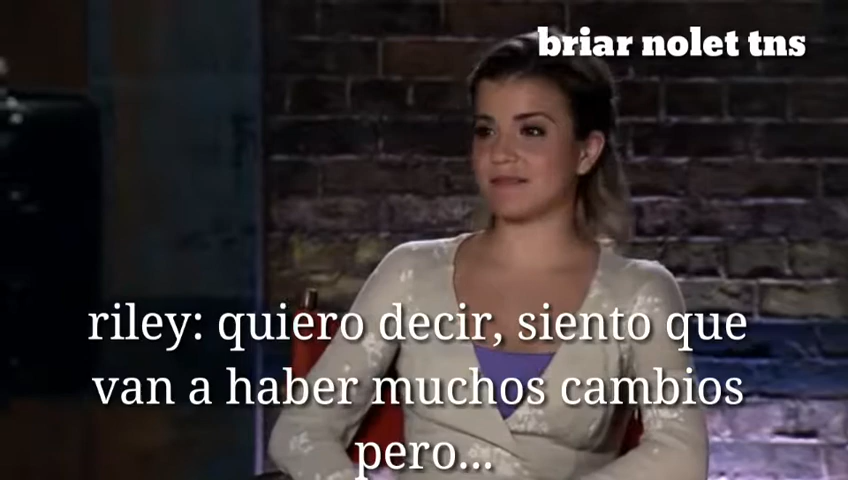 briar nolet tns
riley: quiero decir, siento que
van a haber muchos cambios
pero...